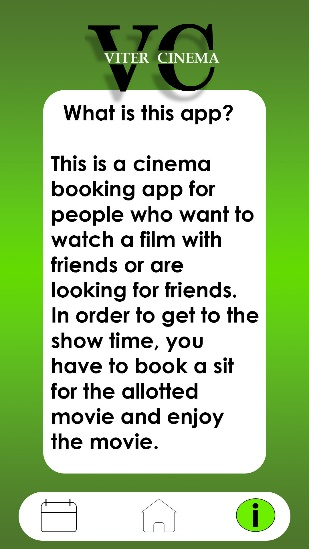 VC
VITER CINEMA
What is this app?
This is a cinema
booking app for
people who want to
watch a film with
friends or are
looking for friends.
In order to get to the
show time, you
have to book a sit
for the allotted
movie and enjoy
the movie.
i